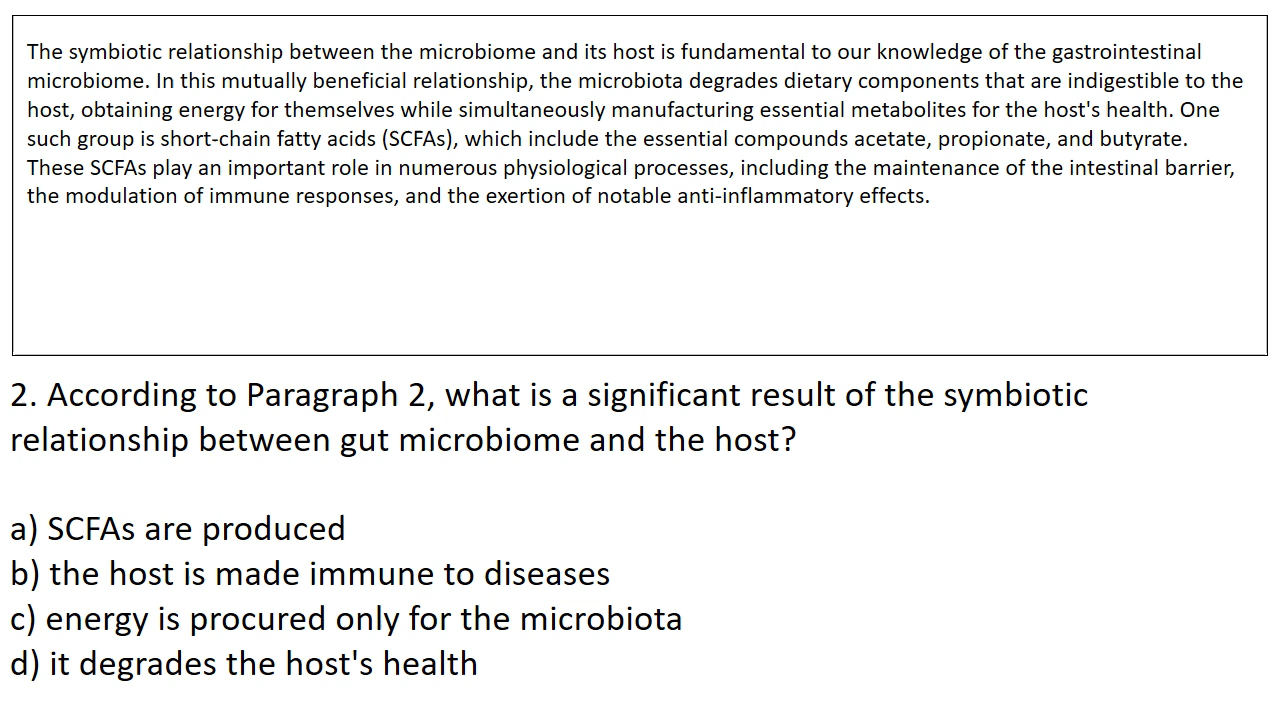 The symbiotic relationship between the microbiome and its host is fundamental to our knowledge of the gastrointestinal
microbiome. In this mutually beneficial relationship, the microbiota degrades dietary components that are indigestible to the
host, obtaining energy for themselves while simultaneously manufacturing essential metabolites for the host's health. One
such group is short-chain fatty acids (SCFAs), which include the essential compounds acetate, propionate, and butyrate.
These SCFAs play an important role in numerous physiological processes, including the maintenance of the intestinal barrier,
the modulation of immune responses, and the exertion of notable anti-inflammatory effects.
2. According to Paragraph 2, what is a significant result of the symbiotic
relationship between gut microbiome and the host?
a) SCFAs are produced
b) the host is made immune to diseases
c) energy is procured only for the microbiota
d) it degrades the host's health